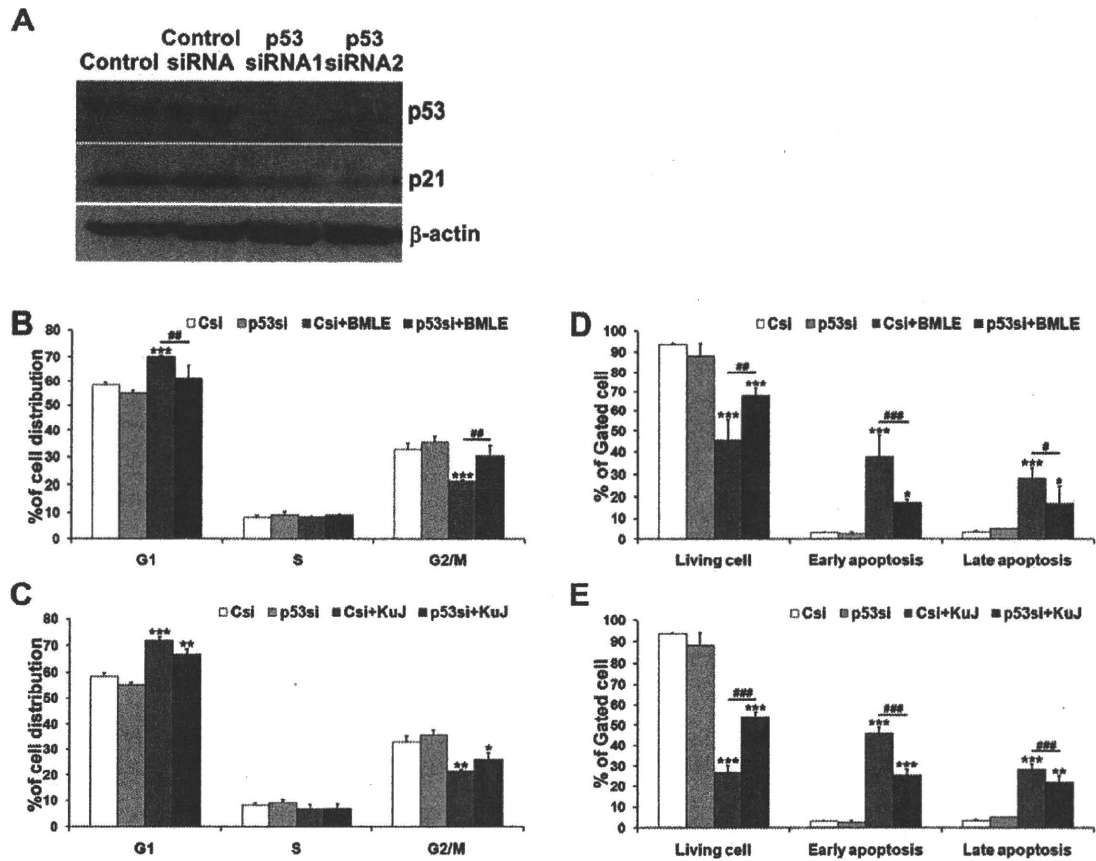 A
Control Control siRNA p53 siRNA1 p53 siRNA2
p53
p21
β-actin
B
Csi p53si Csi+BMLE p53si+BMLE
%of cell distribution
80
70
60
50
40
30
20
10
0
*** ## *** ##
G1 S G2/M
C
Csi p53si Csi+KuJ p53si+KuJ
%of cell distribution
80
70
60
50
40
30
20
10
0
*** ** ** *
G1 S G2/M
D
Csi p53si Csi+BMLE p53si+BMLE
% of Gated cell
100
90
80
70
60
50
40
30
20
10
0
*** ## *** *** ### * *** # *
Living cell Early apoptosis Late apoptosis
E
Csi p53si Csi+KuJ p53si+KuJ
% of Gated cell
100
90
80
70
60
50
40
30
20
10
0
*** ### *** *** ### *** *** ### **
Living cell Early apoptosis Late apoptosis